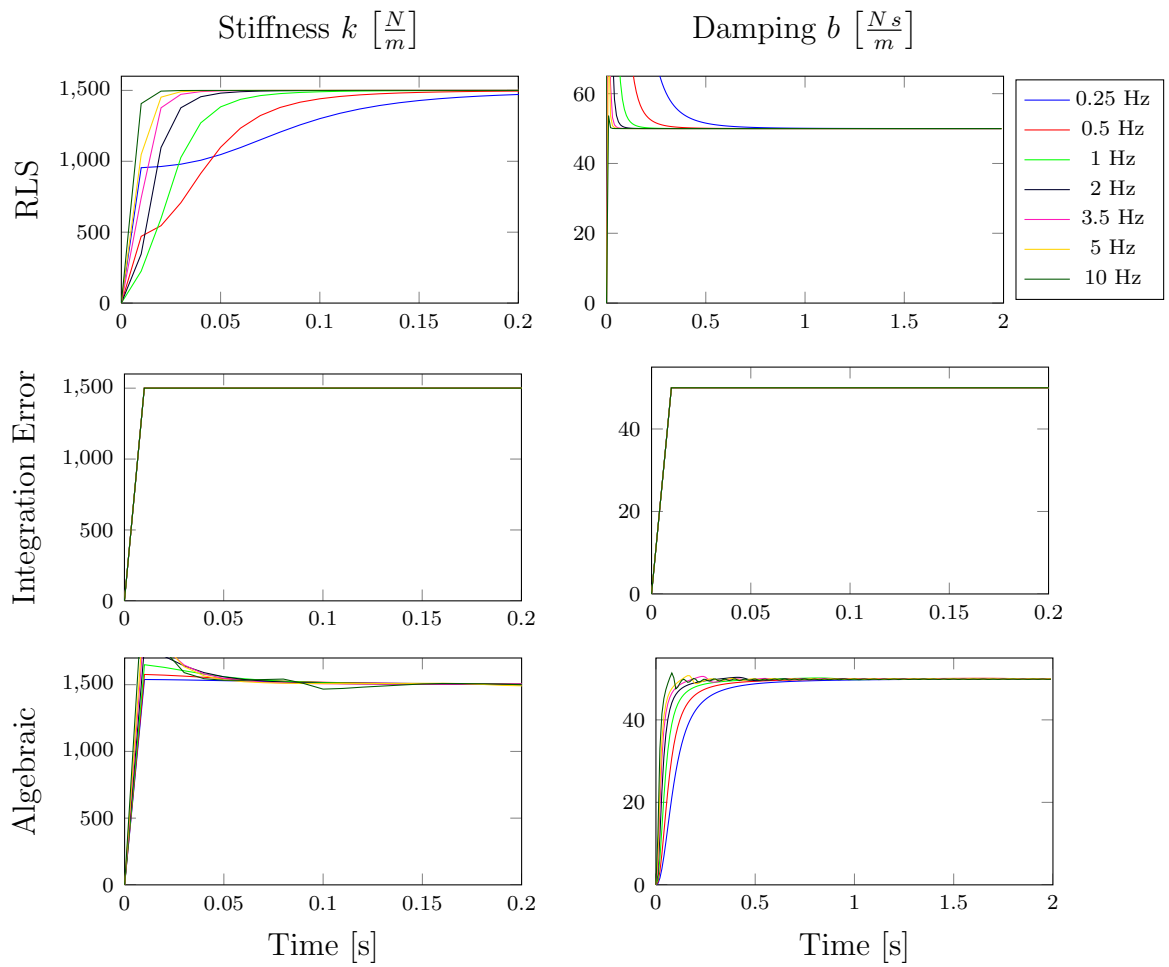 Stiffness k [N/m]
Damping b [N s/m]
RLS
1,500
1,000
500
0
0 0.05 0.1 0.15 0.2
60
40
20
0
0 0.5 1 1.5 2
0.25 Hz
0.5 Hz
1 Hz
2 Hz
3.5 Hz
5 Hz
10 Hz
Integration Error
1,500
1,000
500
0
0 0.05 0.1 0.15 0.2
40
20
0
0 0.05 0.1 0.15 0.2
Algebraic
1,500
1,000
500
0
0 0.05 0.1 0.15 0.2
Time [s]
40
20
0
0 0.5 1 1.5 2
Time [s]